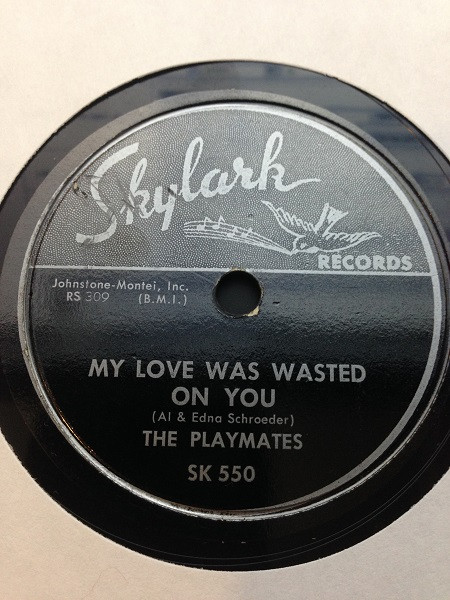 Skylark
RECORDS
Johnstone-Montei, Inc.
RS 309 (B.M.I.)
MY LOVE WAS WASTED
ON YOU
(Al & Edna Schroeder)
THE PLAYMATES
SK 550